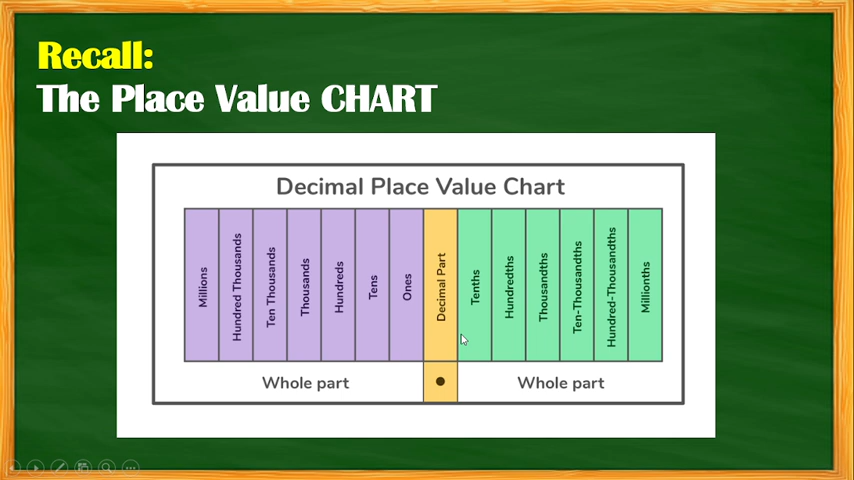 Recall:
The Place Value CHART
Decimal Place Value Chart
Millions
Hundred Thousands
Ten Thousands
Thousands
Hundreds
Tens
Ones
Decimal Part
Tenths
Hundredths
Thousandths
Ten-Thousandths
Hundred-Thousandths
Millionths
Whole part
Whole part